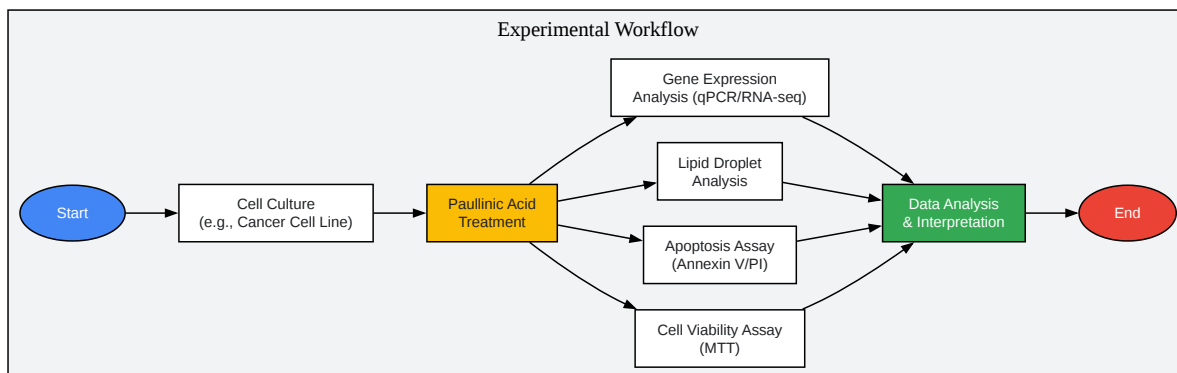 Experimental Workflow
Start
Cell Culture
(e.g., Cancer Cell Line)
Paullinic Acid
Treatment
Gene Expression
Analysis (qPCR/RNA-seq)
Lipid Droplet
Analysis
Apoptosis Assay
(Annexin V/PI)
Cell Viability Assay
(MTT)
Data Analysis
& Interpretation
End